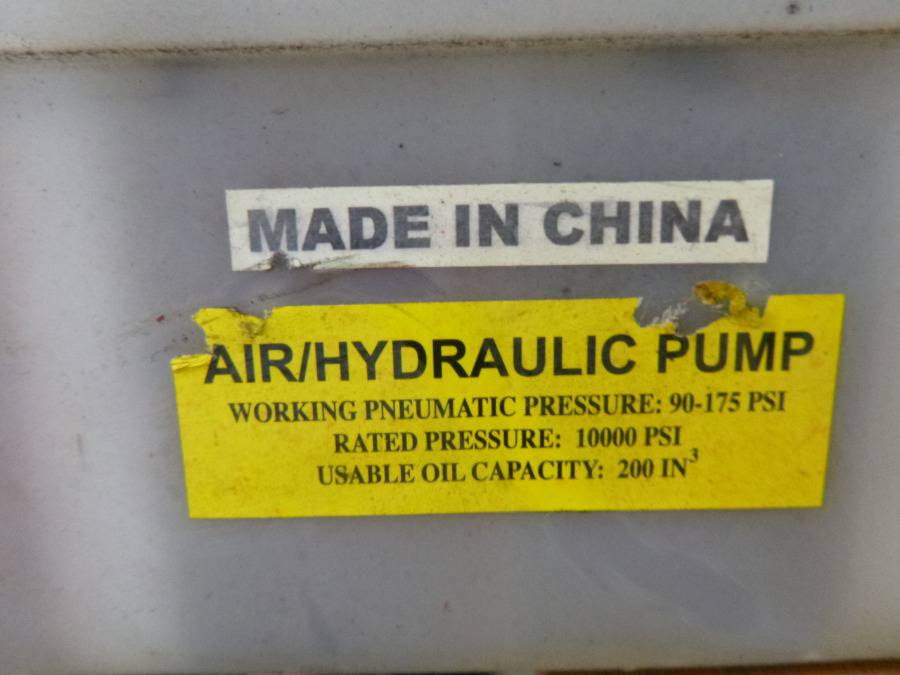 MADE IN CHINA
AIR/HYDRAULIC PUMP
WORKING PNEUMATIC PRESSURE: 90-175 PSI
RATED PRESSURE: 10000 PSI
USABLE OIL CAPACITY: 200 IN³